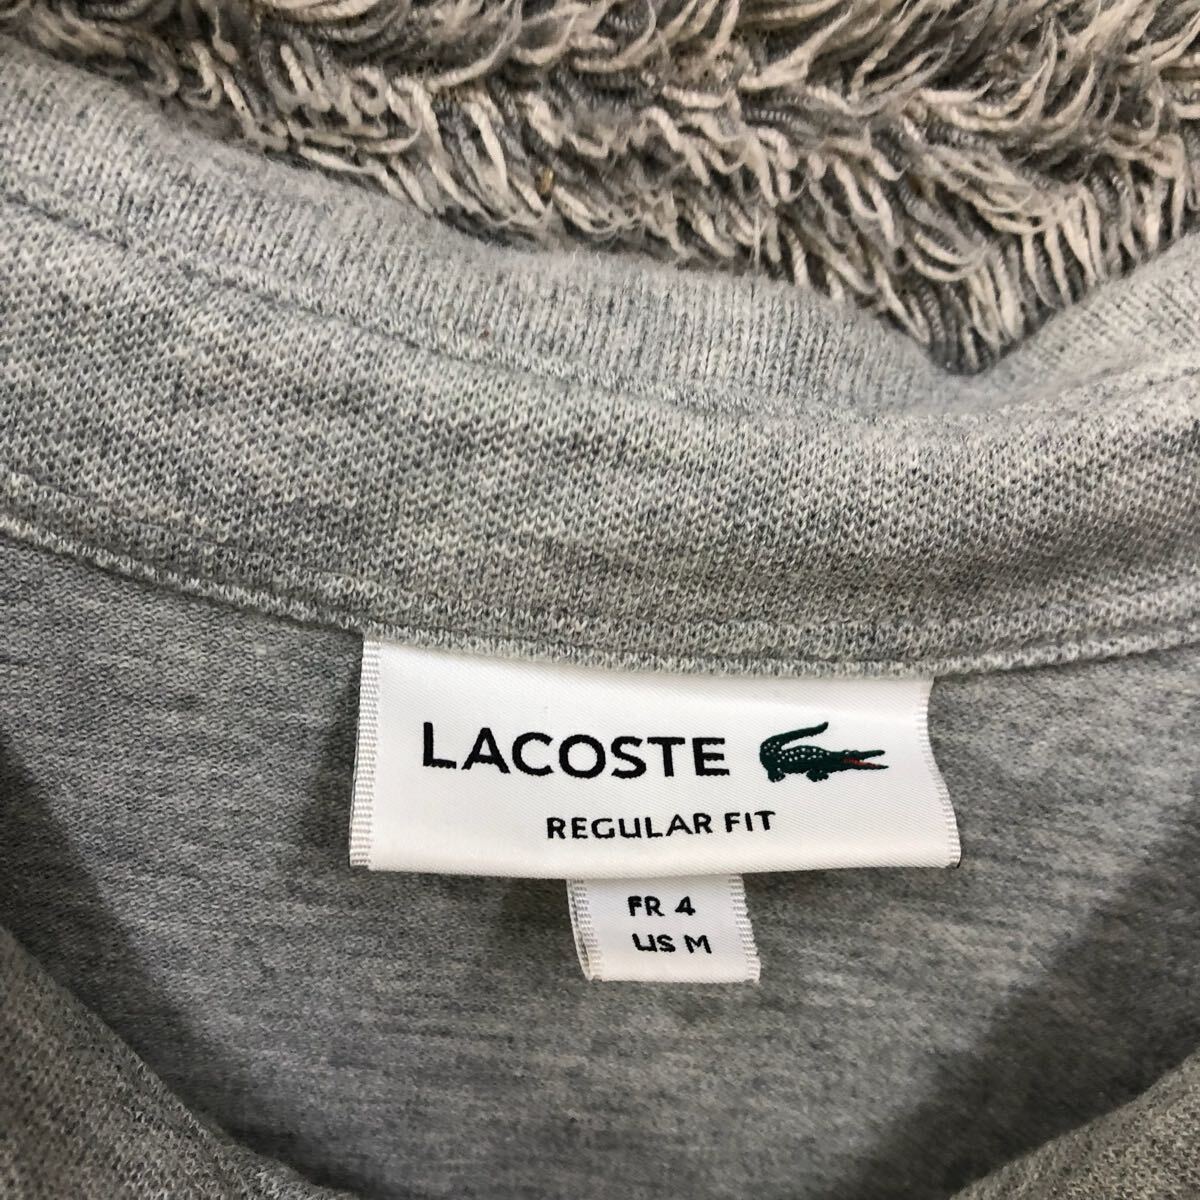 LACOSTE
REGULAR FIT
FR 4
US M